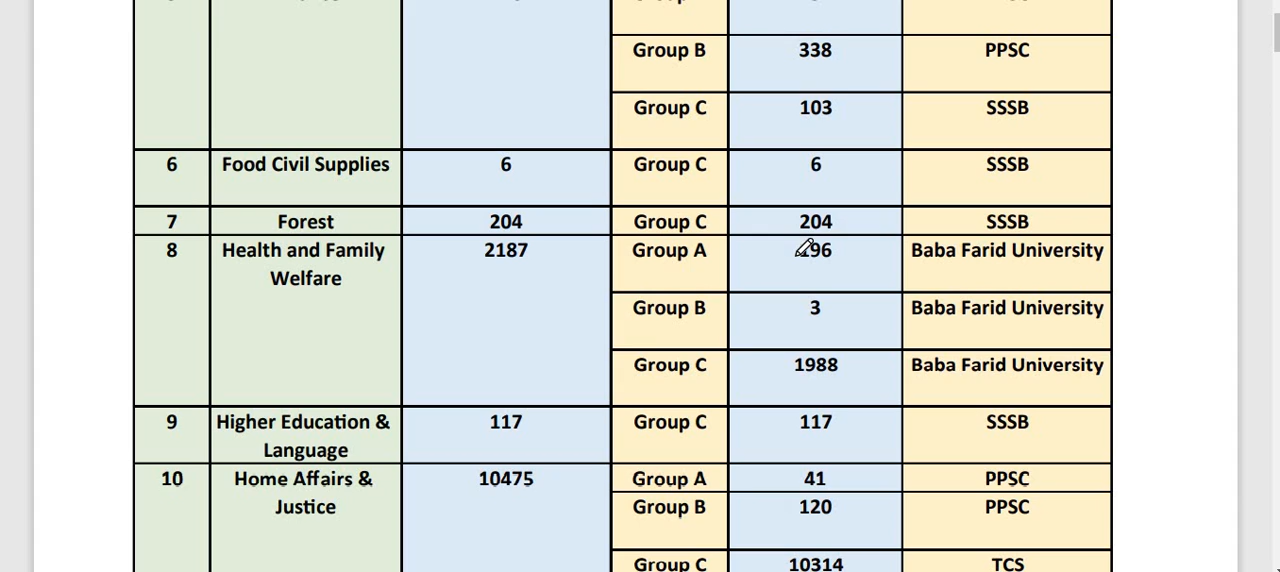 Group B 338 PPSC
Group C 103 SSSB
6 Food Civil Supplies 6 Group C 6 SSSB
7 Forest 204 Group C 204 SSSB
8 Health and Family 2187 Group A 196 Baba Farid University
Welfare
Group B 3 Baba Farid University
Group C 1988 Baba Farid University
9 Higher Education & 117 Group C 117 SSSB
Language
10 Home Affairs & 10475 Group A 41 PPSC
Justice Group B 120 PPSC
Group C 10314 TCS